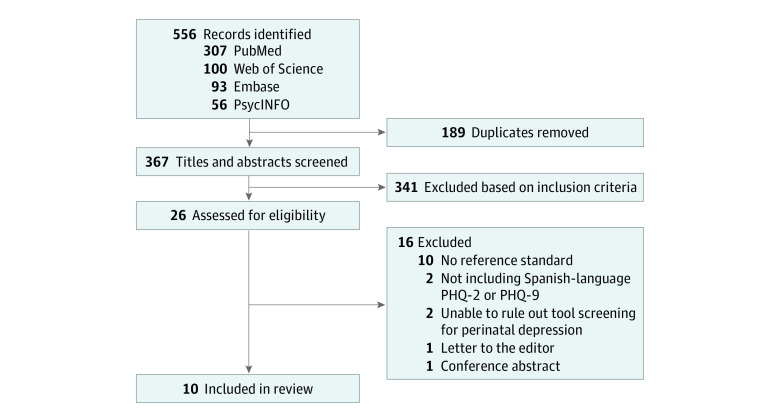 556 Records identified
307 PubMed
100 Web of Science
93 Embase
56 PsycINFO
189 Duplicates removed
367 Titles and abstracts screened
341 Excluded based on inclusion criteria
26 Assessed for eligibility
16 Excluded
10 No reference standard
2 Not including Spanish-language
PHQ-2 or PHQ-9
2 Unable to rule out tool screening
for perinatal depression
1 Letter to the editor
1 Conference abstract
10 Included in review